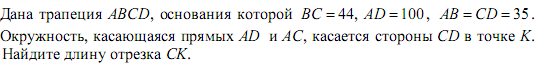 Дана трапеция ABCD, основания которой BC = 44, AD = 100, AB = CD = 35.
Окружность, касающаяся прямых AD и AC, касается стороны CD в точке K.
Найдите длину отрезка CK.